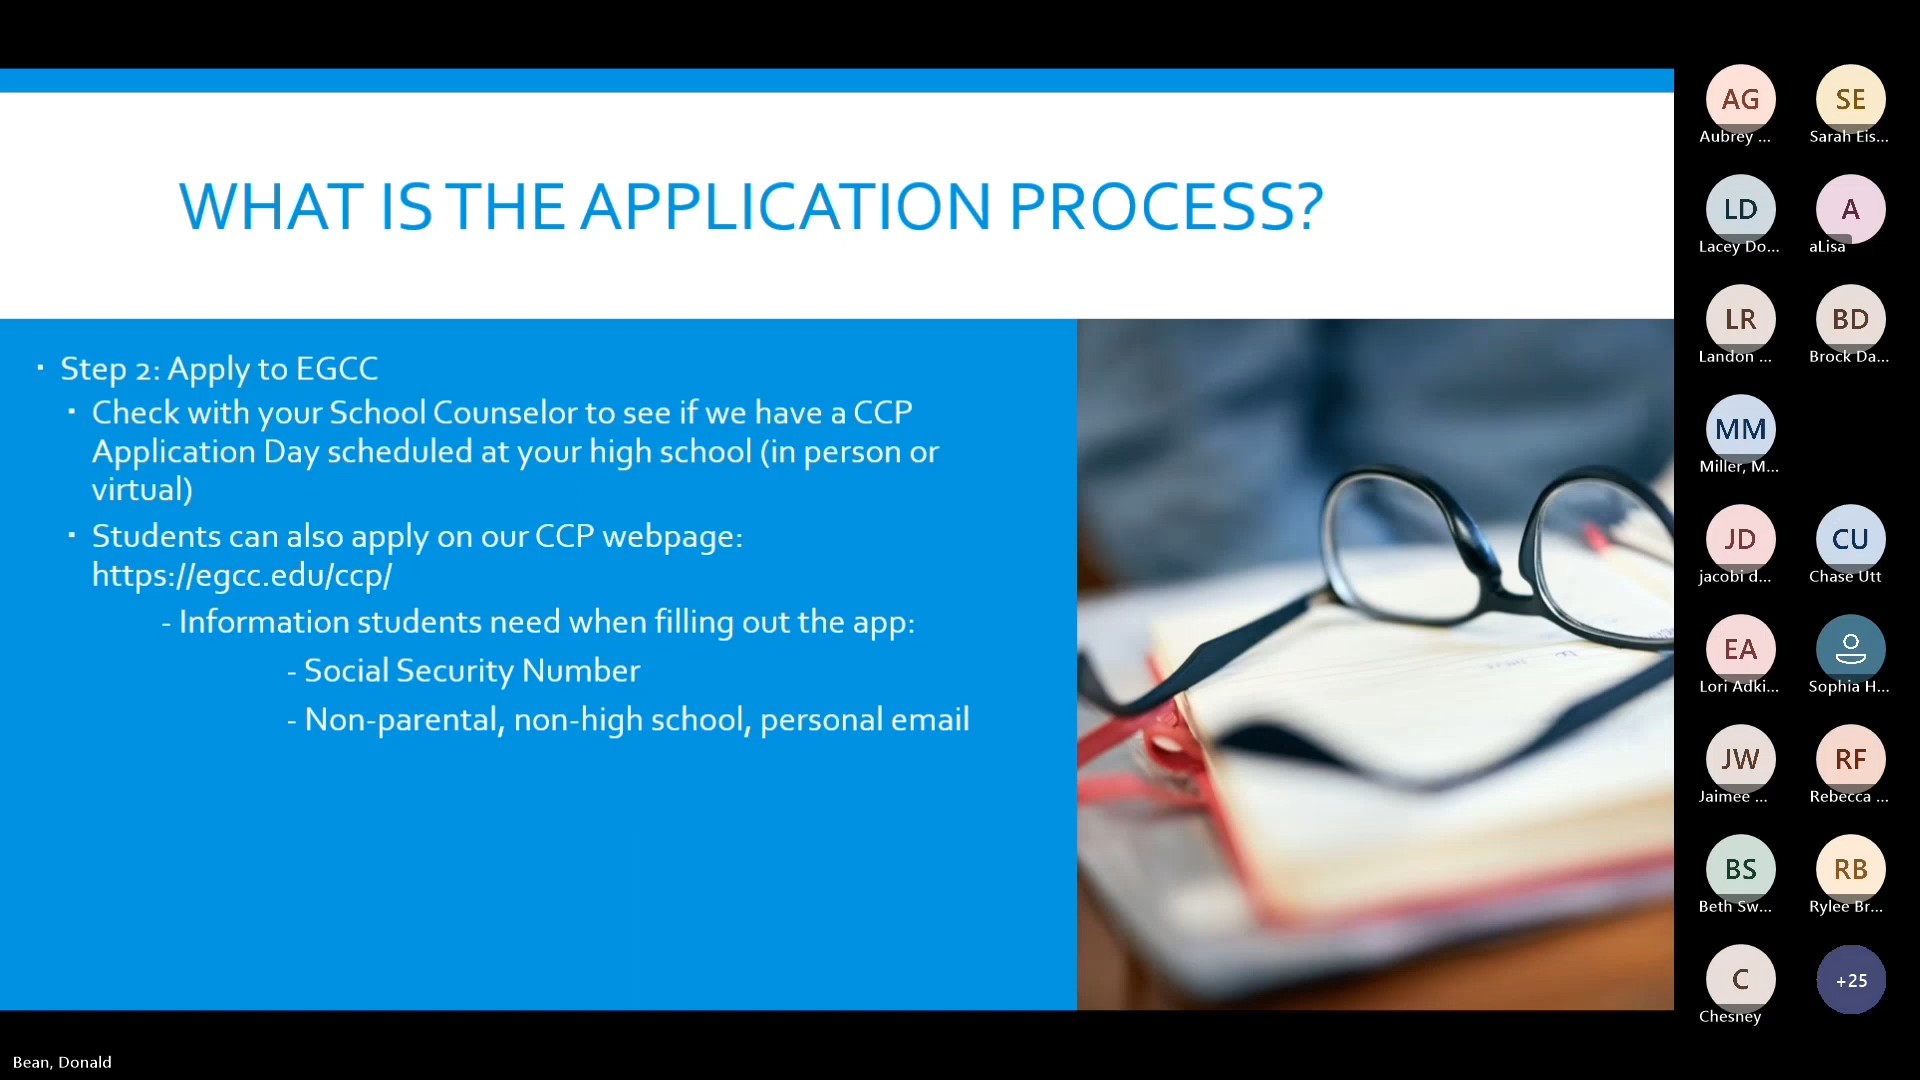 WHAT IS THE APPLICATION PROCESS?
▪ Step 2: Apply to EGCC
▪ Check with your School Counselor to see if we have a CCP
Application Day scheduled at your high school (in person or
virtual)
▪ Students can also apply on our CCP webpage:
https://egcc.edu/ccp/
- Information students need when filling out the app:
- Social Security Number
- Non-parental, non-high school, personal email
AG
Aubrey ...
SE
Sarah Eis...
LD
Lacey Do...
A
aLisa
LR
Landon ...
BD
Brock Da...
MM
Miller, M...
JD
jacobi d...
CU
Chase Utt
EA
Lori Adki...
Sophia H...
JW
Jaimee ...
RF
Rebecca ...
BS
Beth Sw...
RB
Rylee Br...
C
Chesney
+25
Bean, Donald